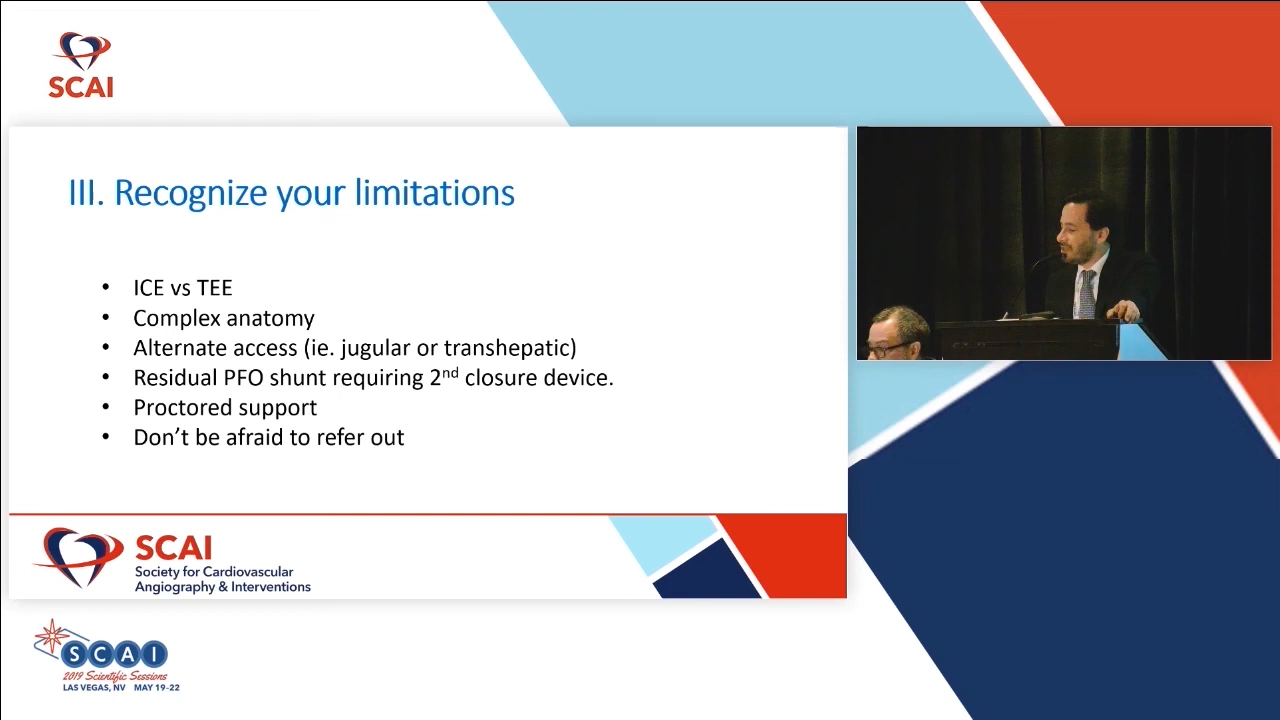 SCAI
III. Recognize your limitations
• ICE vs TEE
• Complex anatomy
• Alternate access (ie. jugular or transhepatic)
• Residual PFO shunt requiring 2nd closure device.
• Proctored support
• Don't be afraid to refer out
SCAI
Society for Cardiovascular
Angiography & Interventions
SCAI
2019 Scientific Sessions
LAS VEGAS, NV MAY 19-22